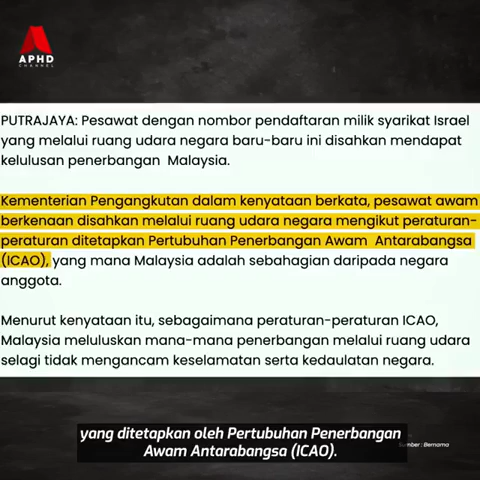 APHD
CHANNEL
PUTRAJAYA: Pesawat dengan nombor pendaftaran milik syarikat Israel
yang melalui ruang udara negara baru-baru ini disahkan mendapat
kelulusan penerbangan Malaysia.
Kementerian Pengangkutan dalam kenyataan berkata, pesawat awam
berkenaan disahkan melalui ruang udara negara mengikut peraturan-
peraturan ditetapkan Pertubuhan Penerbangan Awam Antarabangsa
(ICAO), yang mana Malaysia adalah sebahagian daripada negara
anggota.
Menurut kenyataan itu, sebagaimana peraturan-peraturan ICAO,
Malaysia meluluskan mana-mana penerbangan melalui ruang udara
selagi tidak mengancam keselamatan serta kedaulatan negara.
yang ditetapkan oleh Pertubuhan Penerbangan
Awam Antarabangsa (ICAO).
Sumber : Bernama